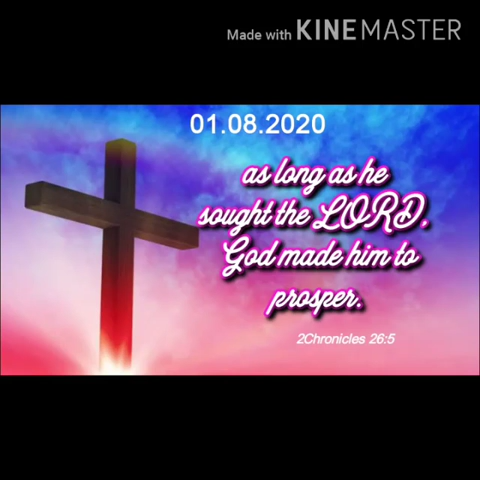 Made with KINEMASTER
01.08.2020
as long as he
sought the LORD,
God made him to
prosper.
2Chronicles 26:5